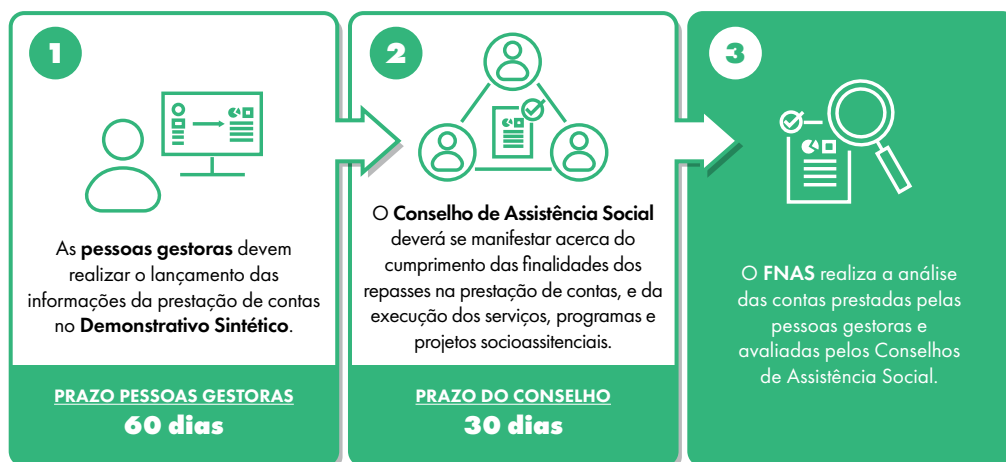 1
As pessoas gestoras devem
realizar o lançamento das
informações da prestação de contas
no Demonstrativo Sintético.
PRAZO PESSOAS GESTORAS
60 dias
2
O Conselho de Assistência Social
deverá se manifestar acerca do
cumprimento das finalidades dos
repasses na prestação de contas, e da
execução dos serviços, programas e
projetos socioassitenciais.
PRAZO DO CONSELHO
30 dias
3
O FNAS realiza a análise
das contas prestadas pelas
pessoas gestoras e
avaliadas pelos Conselhos
de Assistência Social.